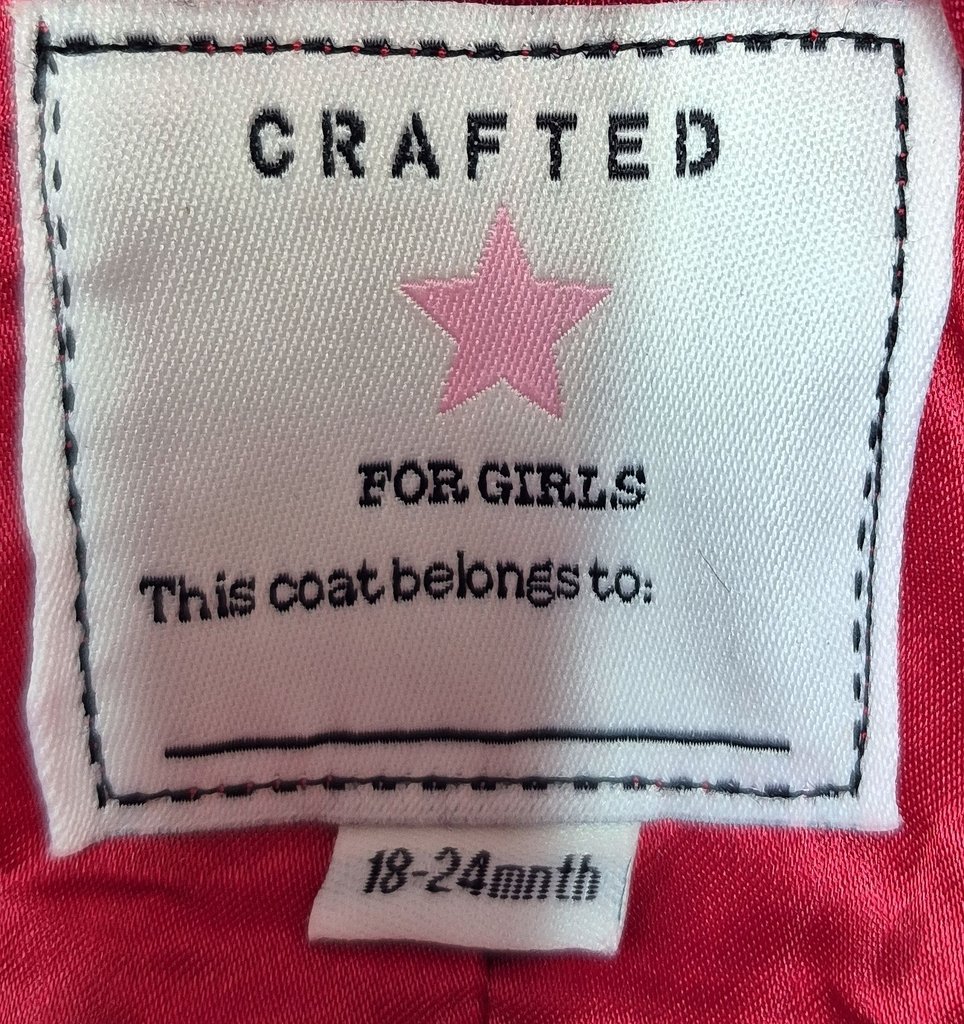 CRAFTED
FOR GIRLS
This coat belongs to:
18-24mnth